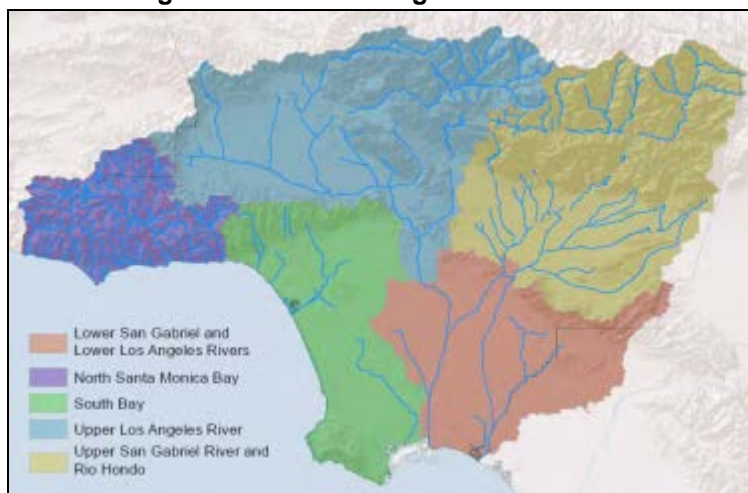 Lower San Gabriel and
Lower Los Angeles Rivers
North Santa Monica Bay
South Bay
Upper Los Angeles River
Upper San Gabriel River and
Rio Hondo